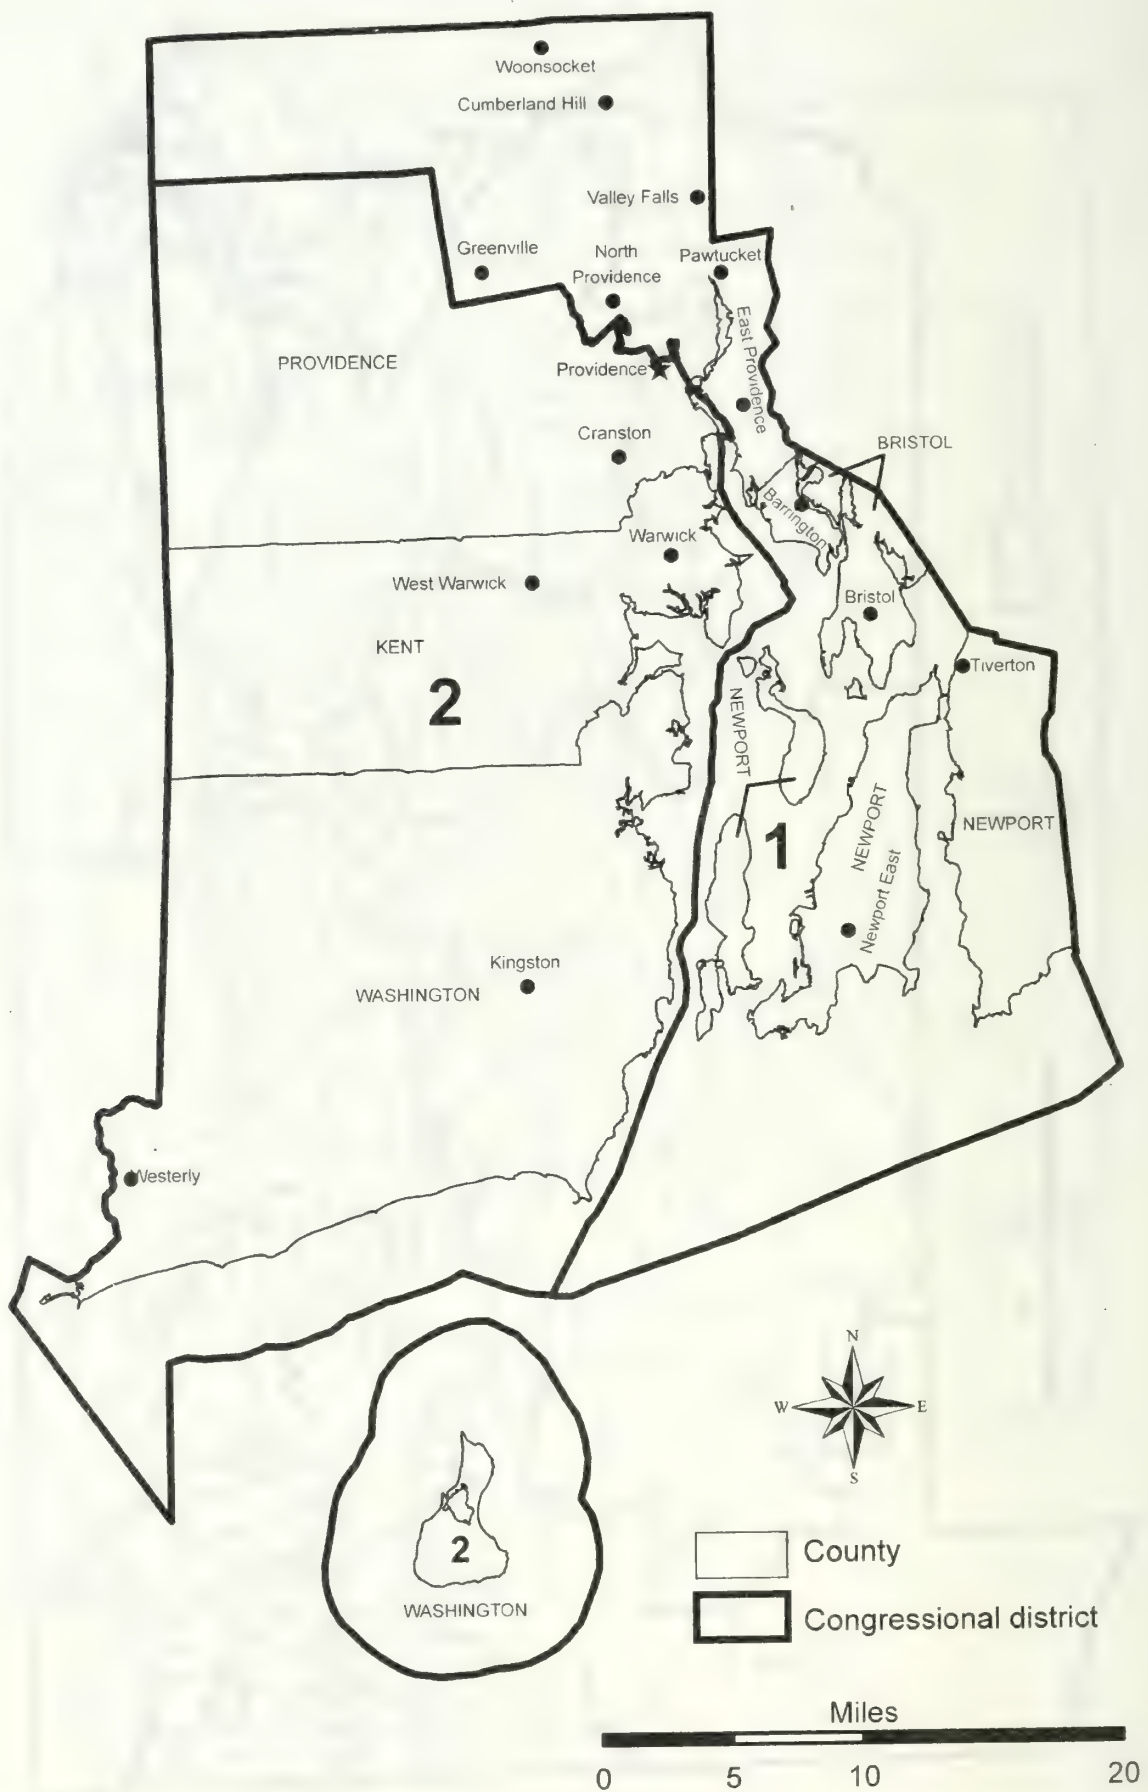 Woonsocket
Cumberland Hill
Valley Falls
Greenville
North
Providence
Pawtucket
East Providence
PROVIDENCE
Providence
Cranston
BRISTOL
Barrington
Warwick
West Warwick
Bristol
KENT
2
Tiverton
NEWPORT
1
NEWPORT
Newport East
NEWPORT
Kingston
WASHINGTON
Westerly
N
W
E
S
2
WASHINGTON
County
Congressional district
Miles
0 5 10 20